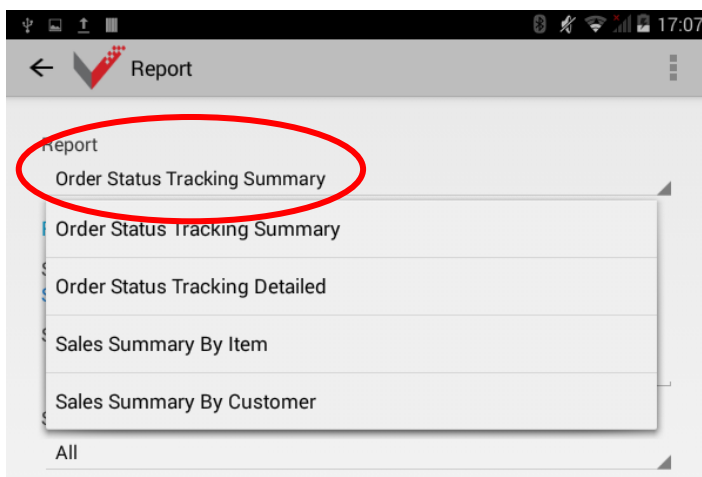 17:07
Report
Report
Order Status Tracking Summary
Order Status Tracking Summary
Order Status Tracking Detailed
Sales Summary By Item
Sales Summary By Customer
All